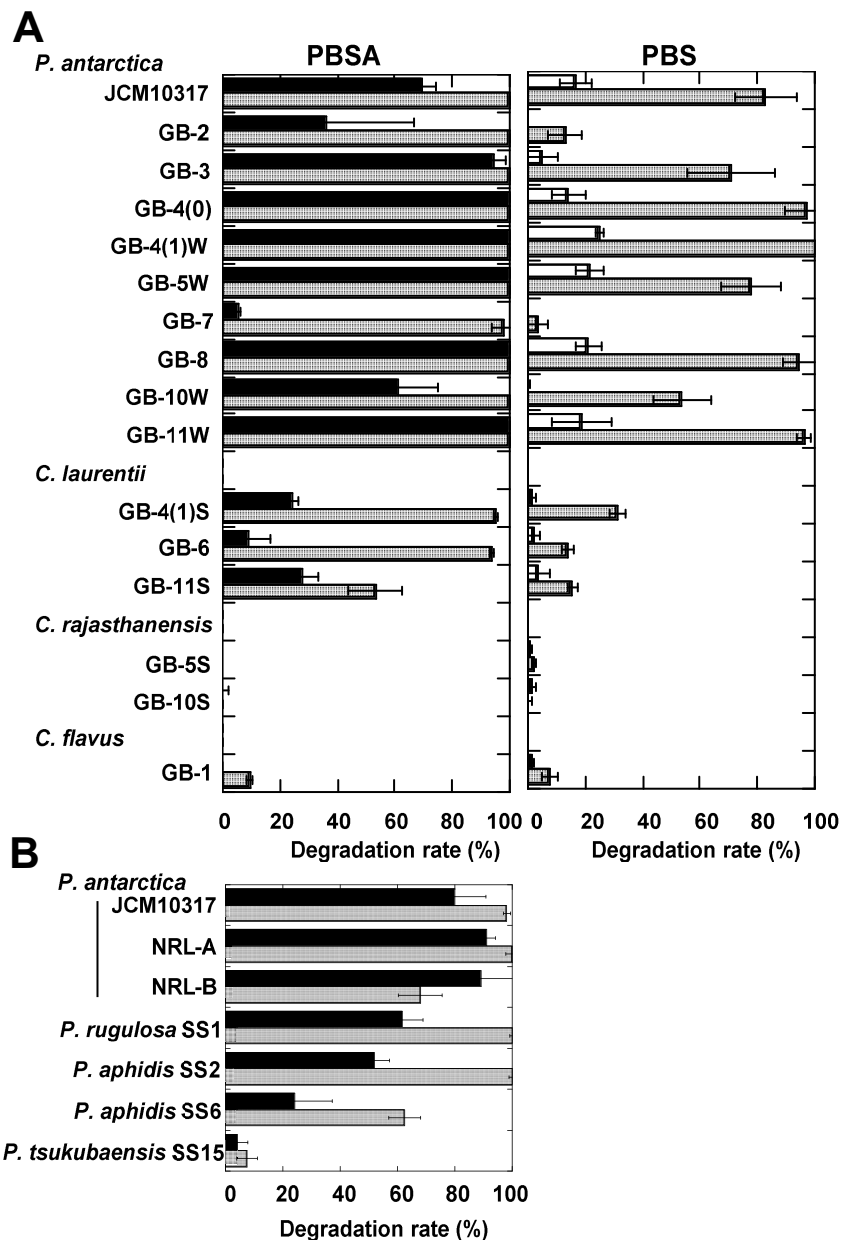 A
PBSA
PBS
P. antarctica
JCM10317
GB-2
GB-3
GB-4(0)
GB-4(1)W
GB-5W
GB-7
GB-8
GB-10W
GB-11W
C. laurentii
GB-4(1)S
GB-6
GB-11S
C. rajasthanensis
GB-5S
GB-10S
C. flavus
GB-1
0 20 40 60 80 100
0 20 40 60 80 100
Degradation rate (%)
Degradation rate (%)
B
P. antarctica
JCM10317
NRL-A
NRL-B
P. rugulosa SS1
P. aphidis SS2
P. aphidis SS6
P. tsukubaensis SS15
0 20 40 60 80 100
Degradation rate (%)